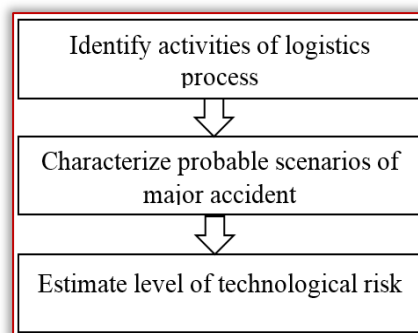 Identify activities of logistics
process
Characterize probable scenarios of
major accident
Estimate level of technological risk